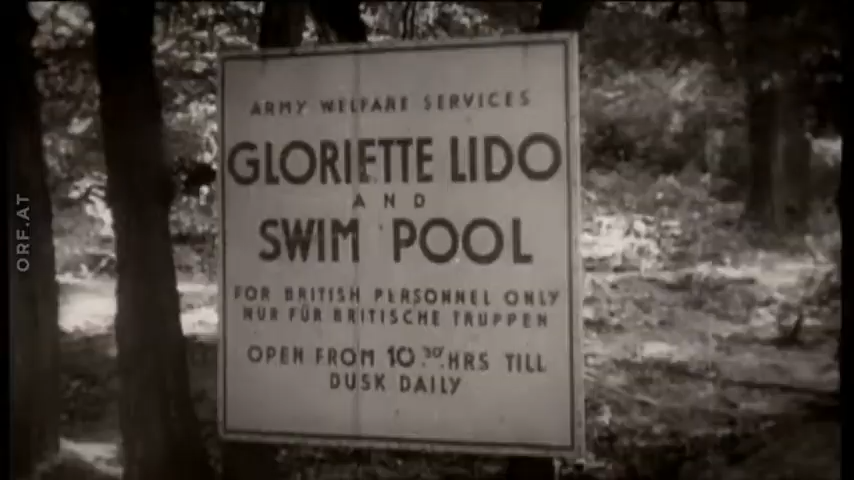 ARMY WELFARE SERVICES
GLORIETTE LIDO
AND
SWIM POOL
FOR BRITISH PERSONNEL ONLY
NUR FÜR BRITISCHE TRUPPEN
OPEN FROM 10.30 HRS TILL
DUSK DAILY
ORF.AT